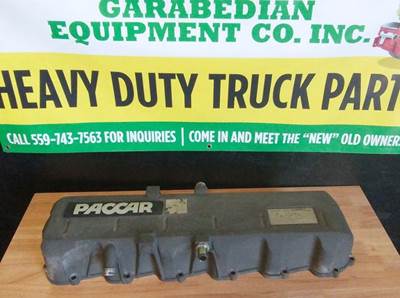 GARABEDIAN
EQUIPMENT CO. INC.
HEAVY DUTY TRUCK PART
CALL 559-743-7563 FOR INQUIRIES | COME IN AND MEET THE "NEW" OLD OWNERS
PACCAR